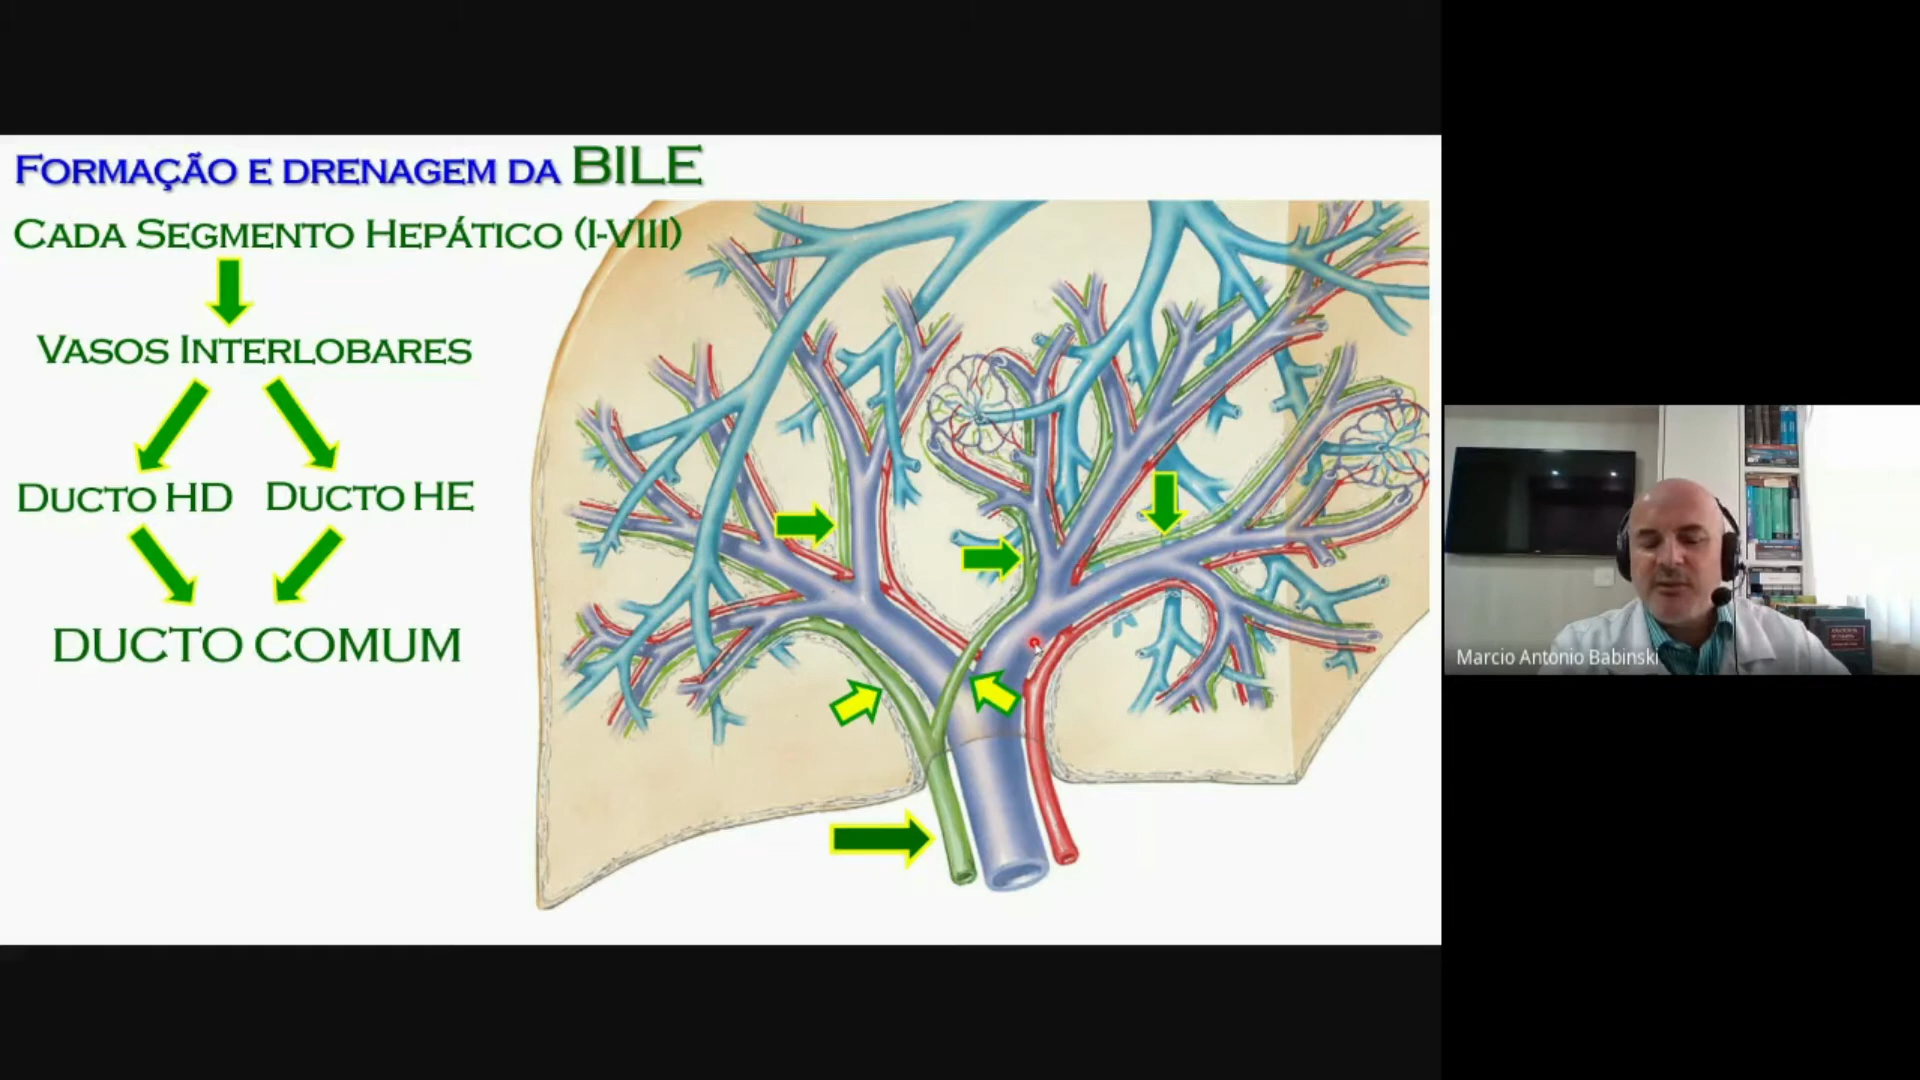 Formação e drenagem da BILE
Cada Segmento Hepático (I-VIII)
Vasos Interlobares
Ducto HD Ducto HE
DUCTO COMUM
Marcio Antonio Babinski